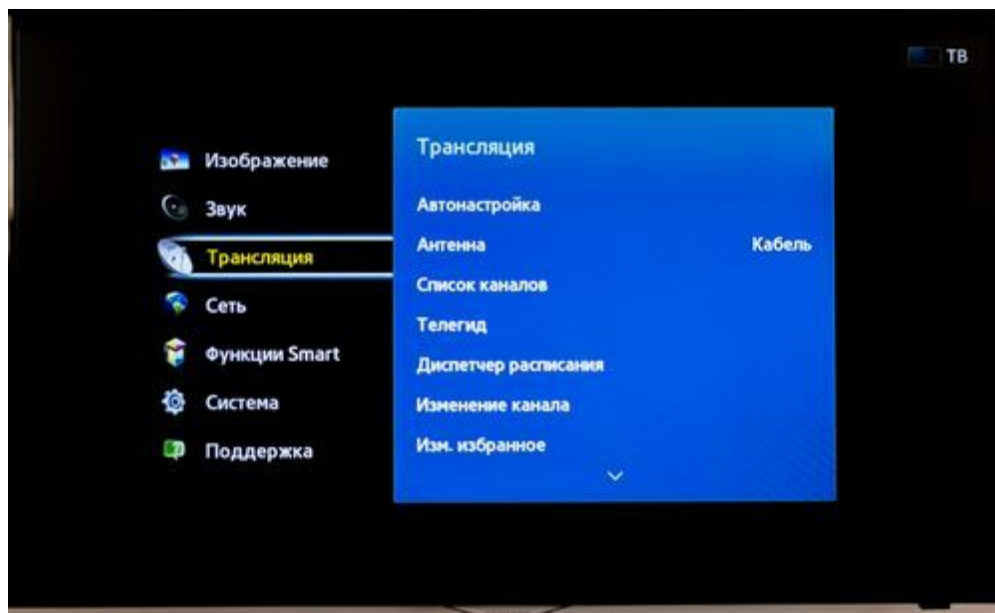 ТВ
Изображение
Звук
Трансляция
Сеть
Функции Smart
Система
Поддержка
Трансляция
Автонастройка
Антенна Кабель
Список каналов
Телегид
Диспетчер расписания
Изменение канала
Изм. избранное